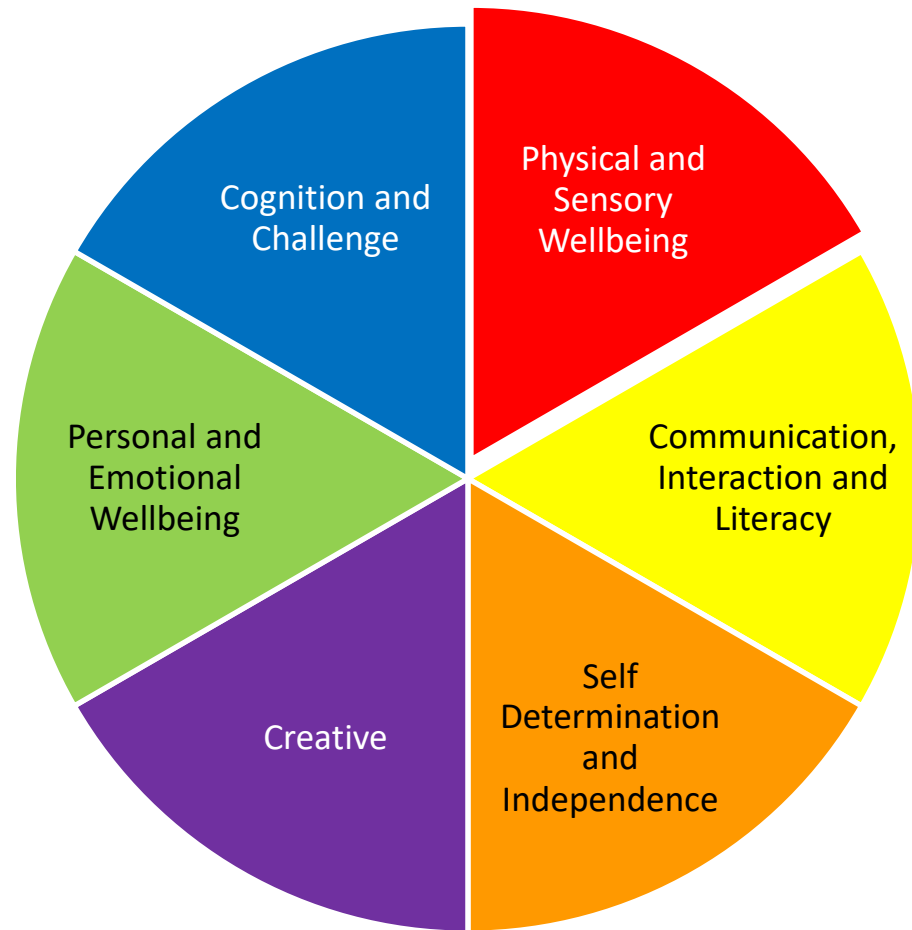 Physical and
Sensory
Wellbeing
Communication,
Interaction and
Literacy
Self
Determination
and
Independence
Creative
Personal and
Emotional
Wellbeing
Cognition and
Challenge